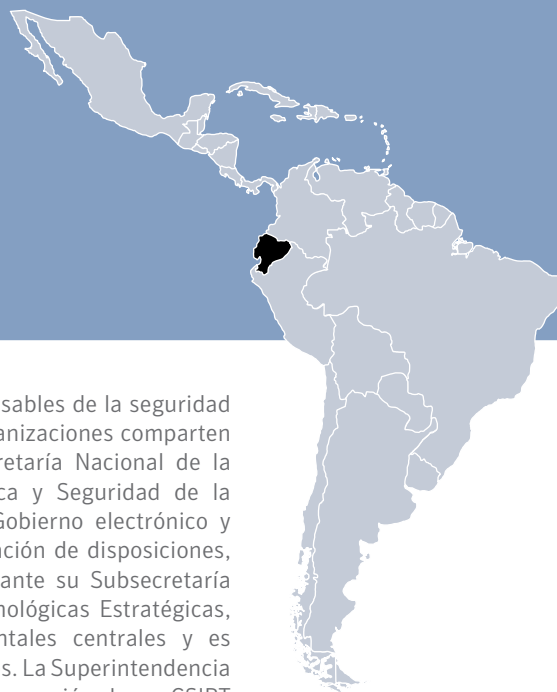 sables de la seguridad
anizaciones comparten
retaría Nacional de la
ca y Seguridad de la
Gobierno electrónico y
ación de disposiciones,
ante su Subsecretaría
nológicas Estratégicas,
ntales centrales y es
s. La Superintendencia